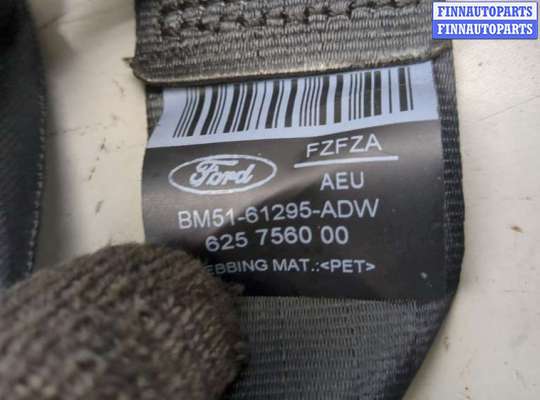 FINNAUTOPARTS
FINNAUTOPARTS
Ford
FZFZA
AEU
BM51-61295-ADW
625 7560 00
EBBING MAT.:<PET>